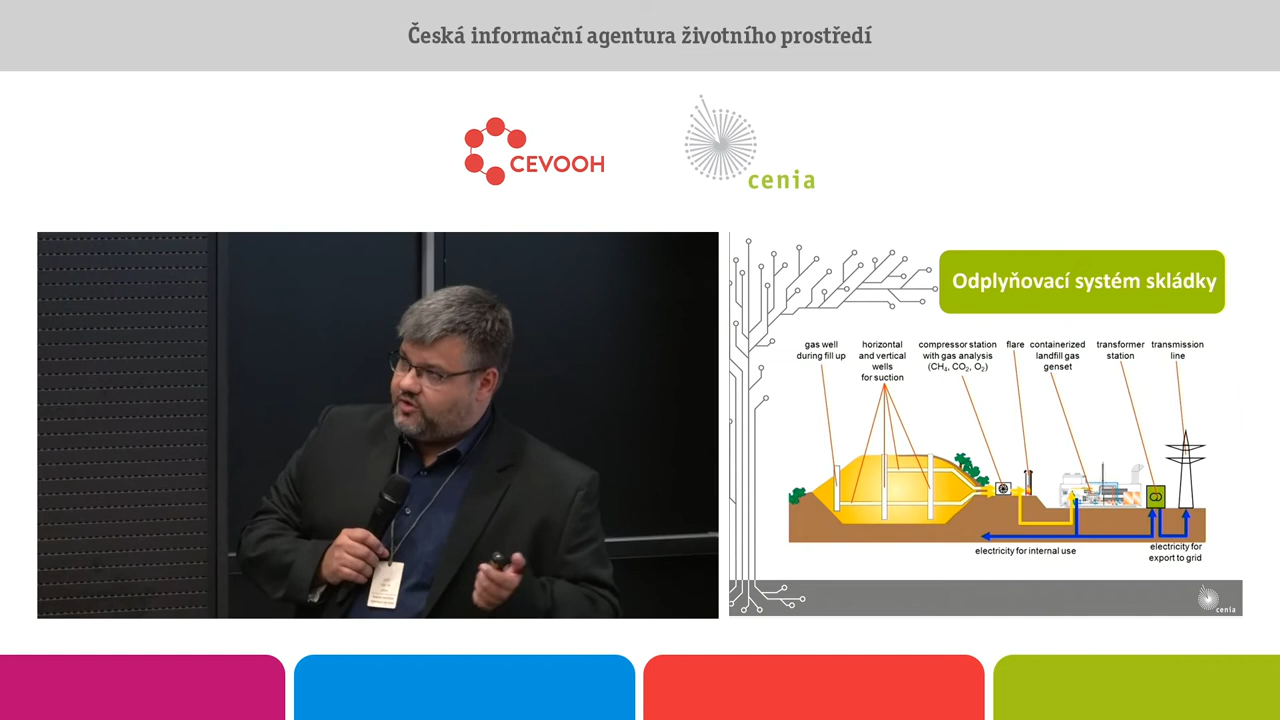 Česká informační agentura životního prostředí
CEVOOH
cenia
Odplyňovací systém skládky
gas well
during fill up
horizontal
and vertical
wells
for suction
compressor station
with gas analysis
(CH₄, CO₂, O₂)
flare
containerized
landfill gas
genset
transformer
station
transmission
line
electricity for internal use
electricity for
export to grid
cenia